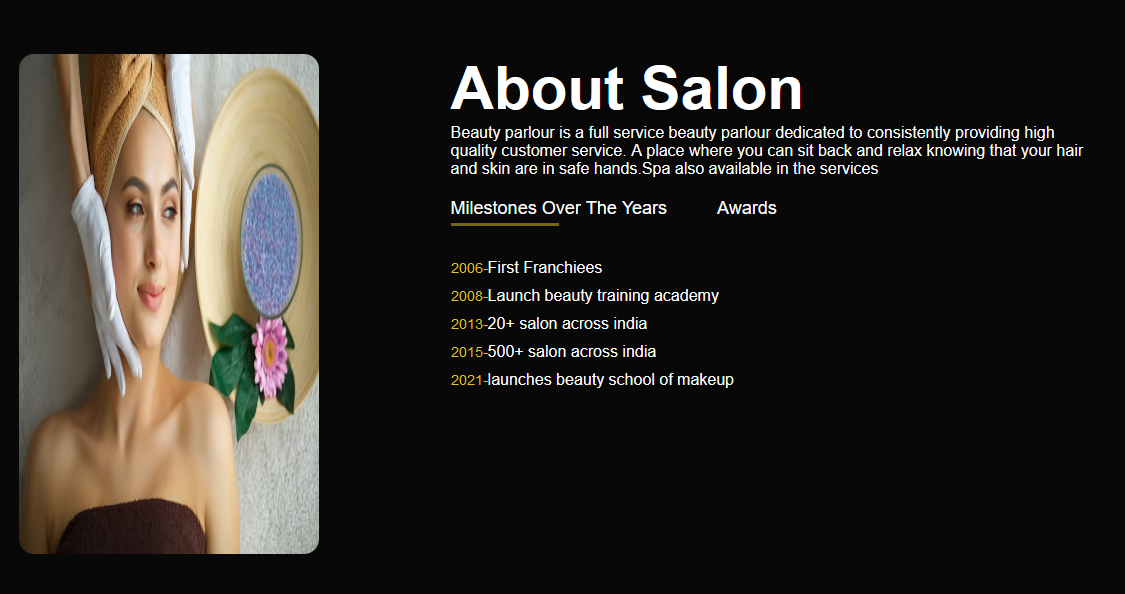 About Salon
Beauty parlour is a full service beauty parlour dedicated to consistently providing high
quality customer service. A place where you can sit back and relax knowing that your hair
and skin are in safe hands.Spa also available in the services
Milestones Over The Years Awards
2006-First Franchiees
2008-Launch beauty training academy
2013-20+ salon across india
2015-500+ salon across india
2021-launches beauty school of makeup